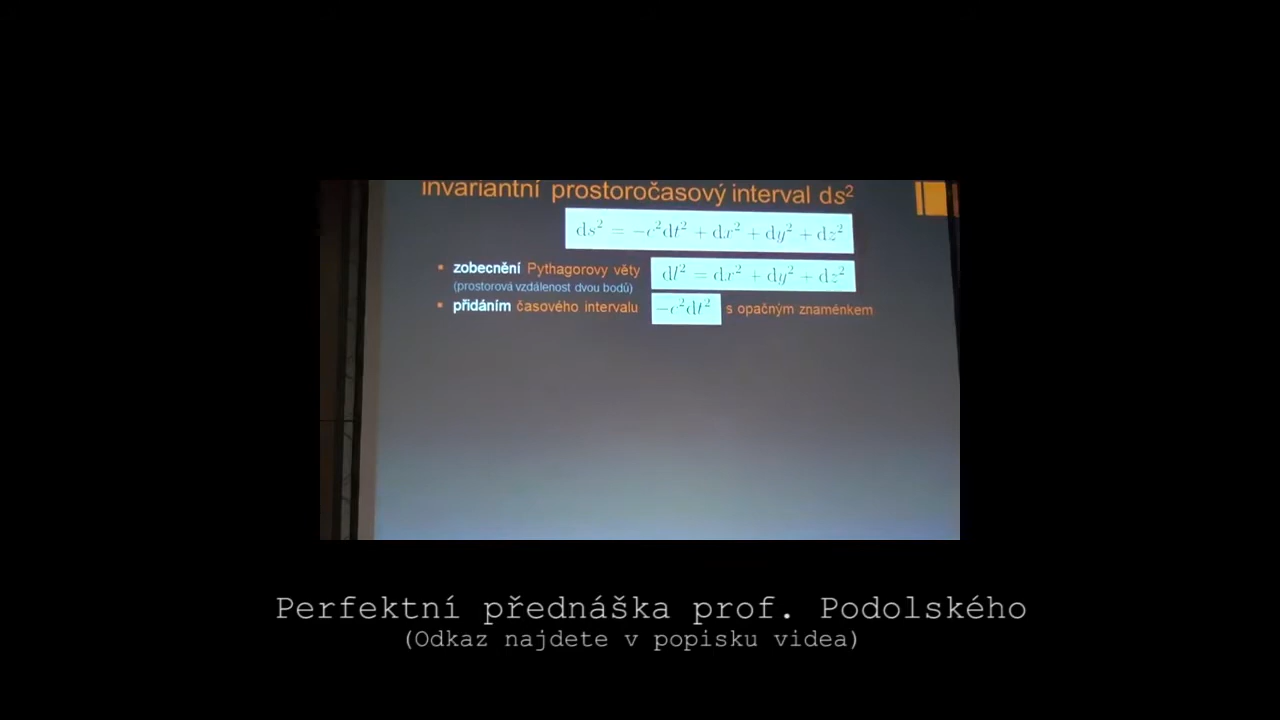 Invariantní prostoročasový interval ds²
ds² = −c²dt² + dx² + dy² + dz²
▪ zobecnění Pythagorovy věty dl² = dx² + dy² + dz²
(prostorová vzdálenost dvou bodů)
▪ přidáním časového intervalu −c²dt² s opačným znaménkem
Perfektní přednáška prof. Podolského
(Odkaz najdete v popisku videa)